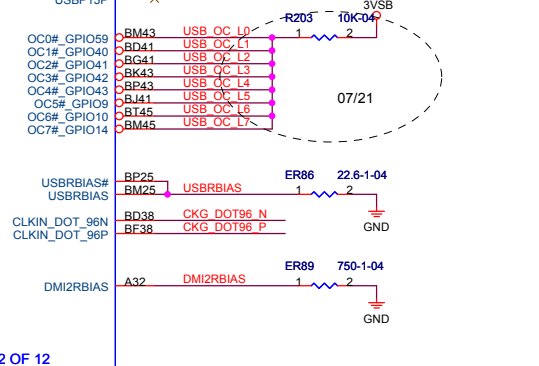 USBP13P
3VSB
R203 10K-04
OC0#_GPIO59 BM43 USB_OC_L0 1 2
OC1#_GPIO40 BD41 USB_OC_L1
OC2#_GPIO41 BG41 USB_OC_L2
OC3#_GPIO42 BK43 USB_OC_L3
OC4#_GPIO43 BP43 USB_OC_L4
OC5#_GPIO9 BJ41 USB_OC_L5
OC6#_GPIO10 BT45 USB_OC_L6
OC7#_GPIO14 BM45 USB_OC_L7
07/21
USBRBIAS# BP25
ER86 22.6-1-04
USBRBIAS BM25 USBRBIAS 1 2
GND
CLKIN_DOT_96N BD38 CKG_DOT96_N
CLKIN_DOT_96P BF38 CKG_DOT96_P
ER89 750-1-04
DMI2RBIAS A32 DMI2RBIAS 1 2
GND
2 OF 12